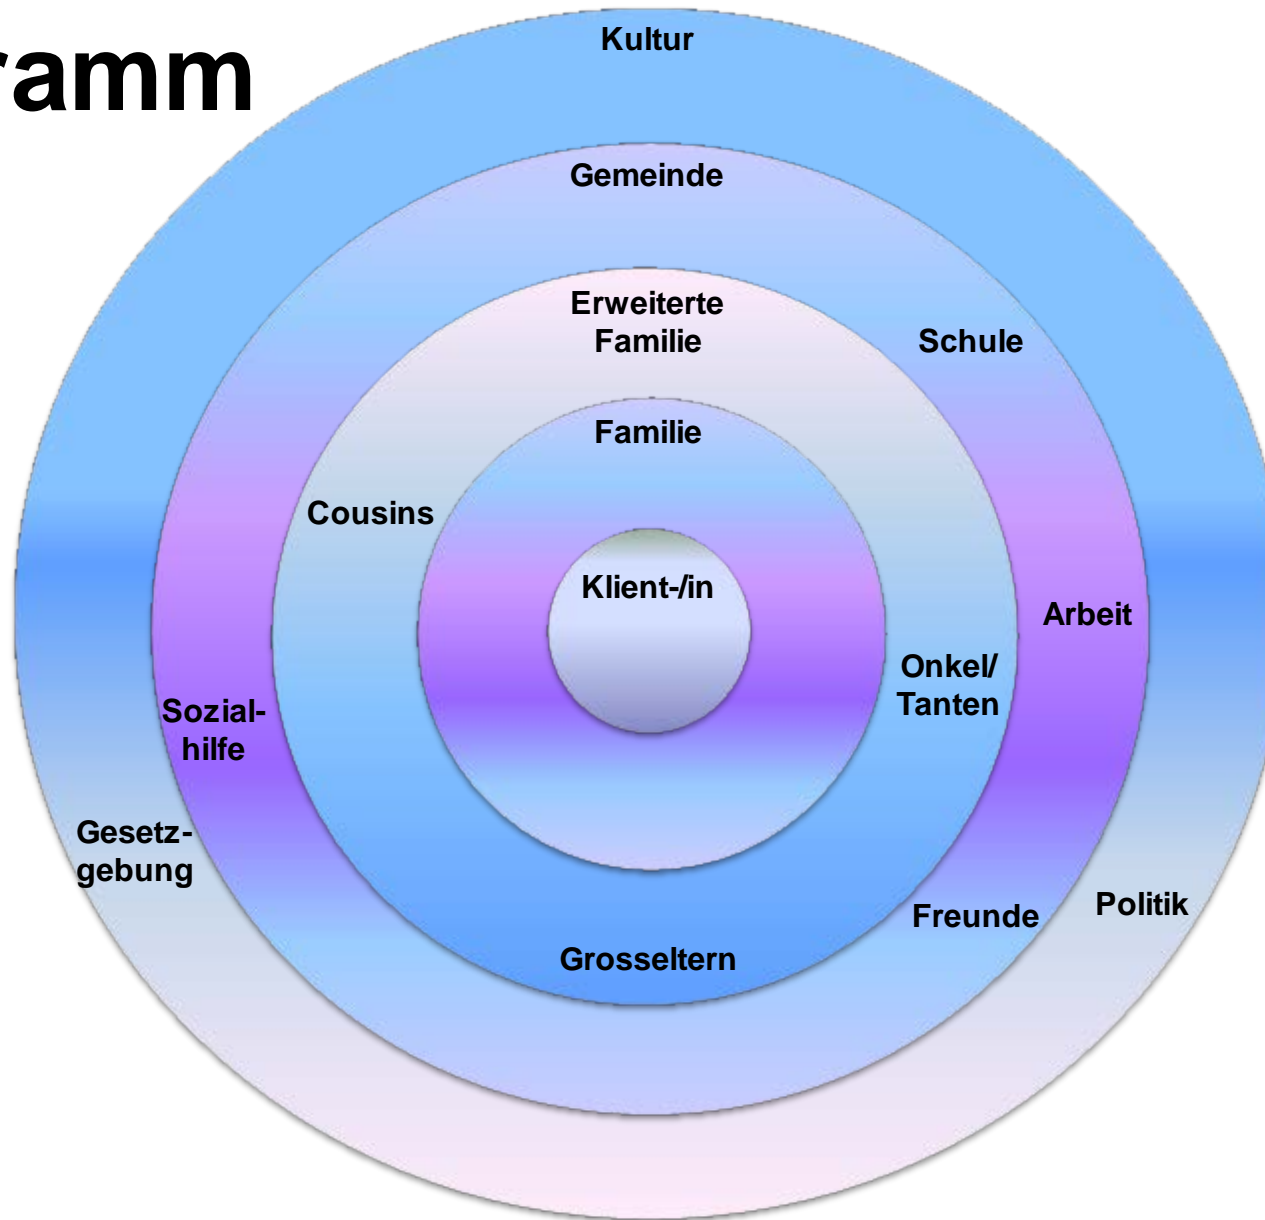 ramm
Kultur
Gemeinde
Erweiterte
Familie
Schule
Familie
Cousins
Klient-/in
Arbeit
Onkel/
Tanten
Sozial-
hilfe
Gesetz-
gebung
Politik
Freunde
Grosseltern